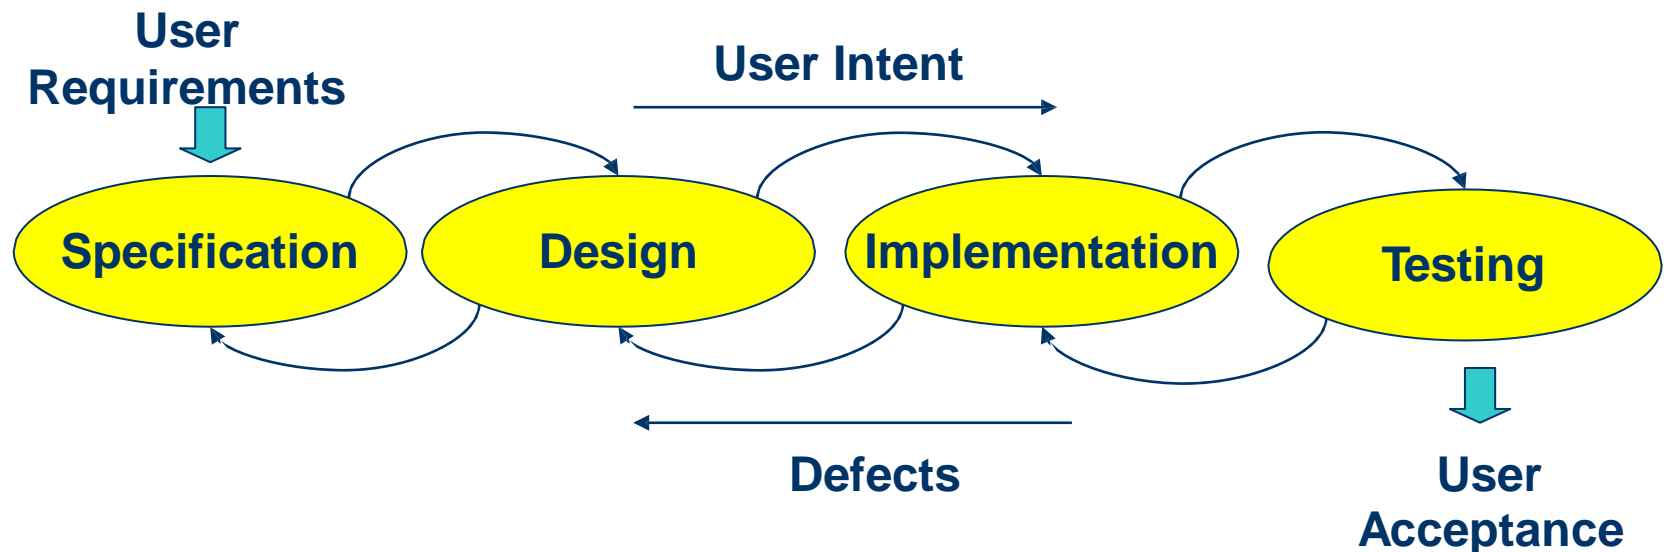 User
Requirements
User Intent
Specification
Design
Implementation
Testing
Defects
User
Acceptance